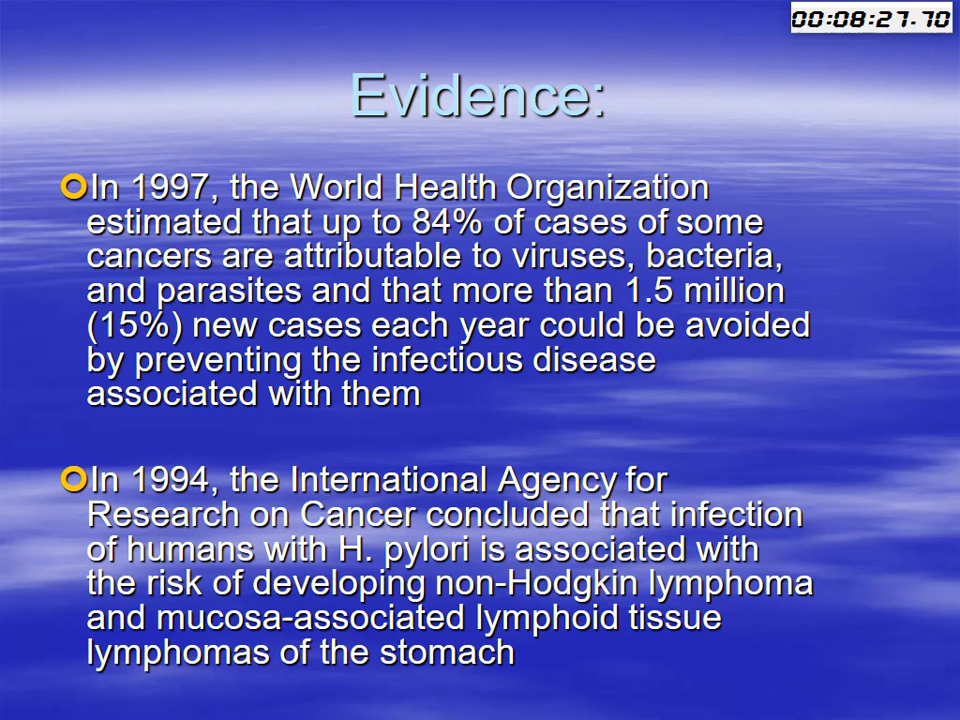 00:08:27.70
Evidence:
In 1997, the World Health Organization
estimated that up to 84% of cases of some
cancers are attributable to viruses, bacteria,
and parasites and that more than 1.5 million
(15%) new cases each year could be avoided
by preventing the infectious disease
associated with them
In 1994, the International Agency for
Research on Cancer concluded that infection
of humans with H. pylori is associated with
the risk of developing non-Hodgkin lymphoma
and mucosa-associated lymphoid tissue
lymphomas of the stomach